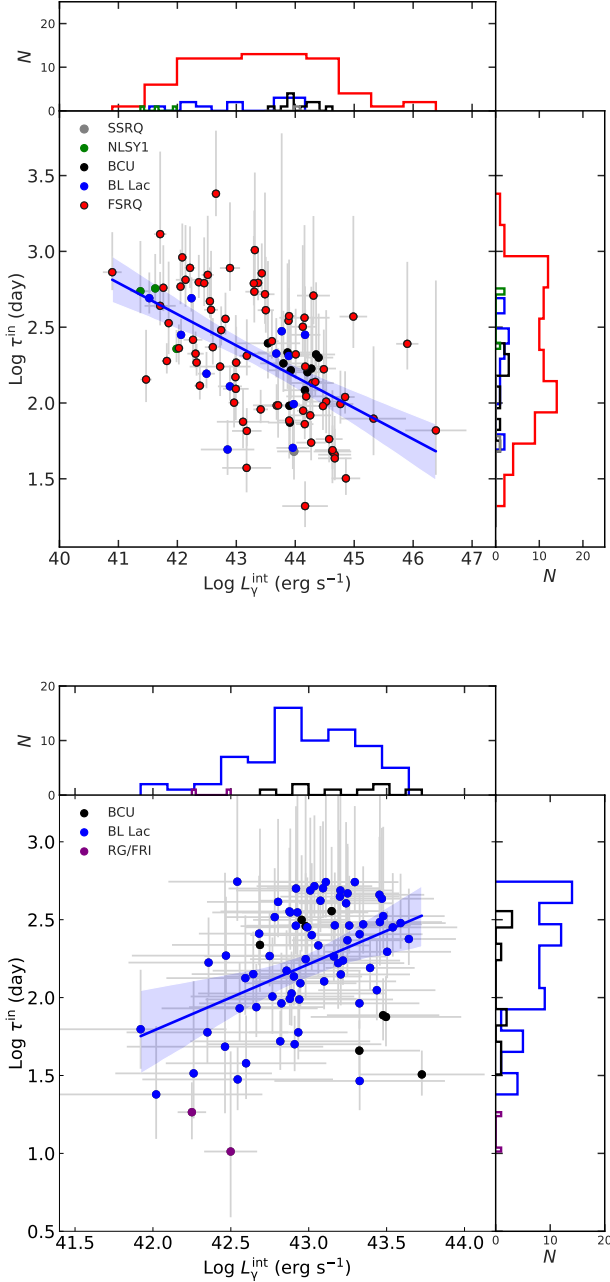 20
10
0
N
SSRQ
NLSY1
BCU
BL Lac
FSRQ
3.5
3.0
2.5
2.0
1.5
Log τ^in (day)
40 41 42 43 44 45 46 47
Log L_γ^int (erg s⁻¹)
0 10 20
N
20
10
0
N
BCU
BL Lac
RG/FRI
3.0
2.5
2.0
1.5
1.0
0.5
Log τ^in (day)
41.5 42.0 42.5 43.0 43.5 44.0
Log L_γ^int (erg s⁻¹)
0 10 20
N